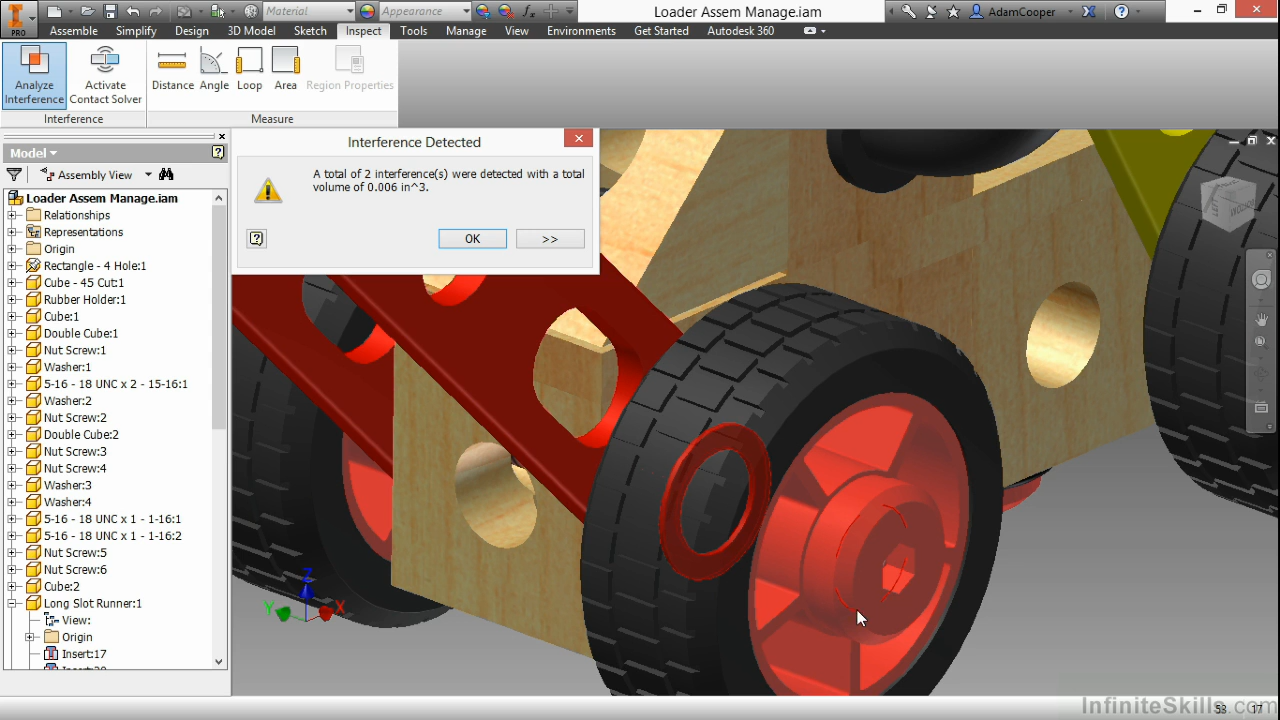 PRO
Material
Appearance
Loader Assem Manage.iam
AdamCooper
Assemble Simplify Design 3D Model Sketch Inspect Tools Manage View Environments Get Started Autodesk 360
Analyze Interference
Activate Contact Solver
Distance Angle Loop Area Region Properties
Interference Measure
Model
Assembly View
Loader Assem Manage.iam
Relationships
Representations
Origin
Rectangle - 4 Hole:1
Cube - 45 Cut:1
Rubber Holder:1
Cube:1
Double Cube:1
Nut Screw:1
Washer:1
5-16 - 18 UNC x 2 - 15-16:1
Washer:2
Nut Screw:2
Double Cube:2
Nut Screw:3
Nut Screw:4
Washer:3
Washer:4
5-16 - 18 UNC x 1 - 1-16:1
5-16 - 18 UNC x 1 - 1-16:2
Nut Screw:5
Nut Screw:6
Cube:2
Long Slot Runner:1
View:
Origin
Insert:17
Interference Detected
A total of 2 interference(s) were detected with a total
volume of 0.006 in^3.
OK >>
Z
Y X
InfiniteSkills.com
53 17